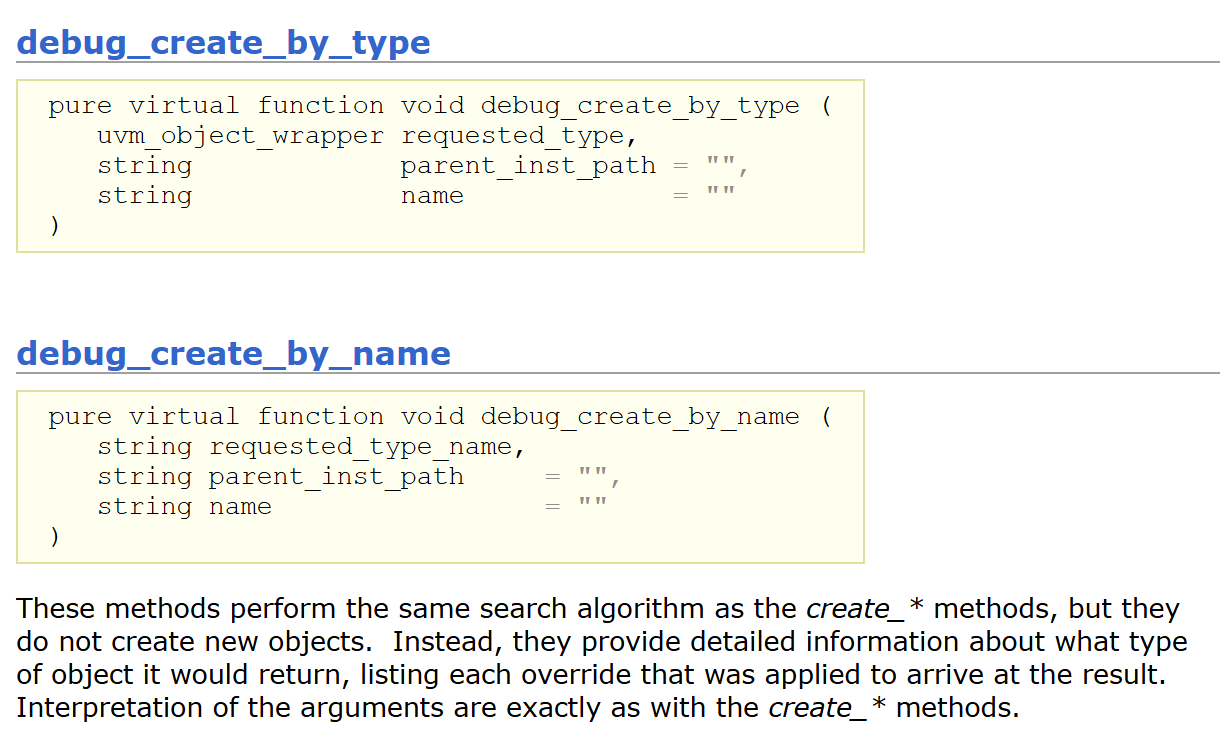 debug_create_by_type
pure virtual function void debug_create_by_type (
   uvm_object_wrapper requested_type,
   string             parent_inst_path = "",
   string             name             = ""
)
debug_create_by_name
pure virtual function void debug_create_by_name (
   string requested_type_name,
   string parent_inst_path     = "",
   string name                 = ""
)
These methods perform the same search algorithm as the create_* methods, but they
do not create new objects.  Instead, they provide detailed information about what type
of object it would return, listing each override that was applied to arrive at the result.
Interpretation of the arguments are exactly as with the create_* methods.